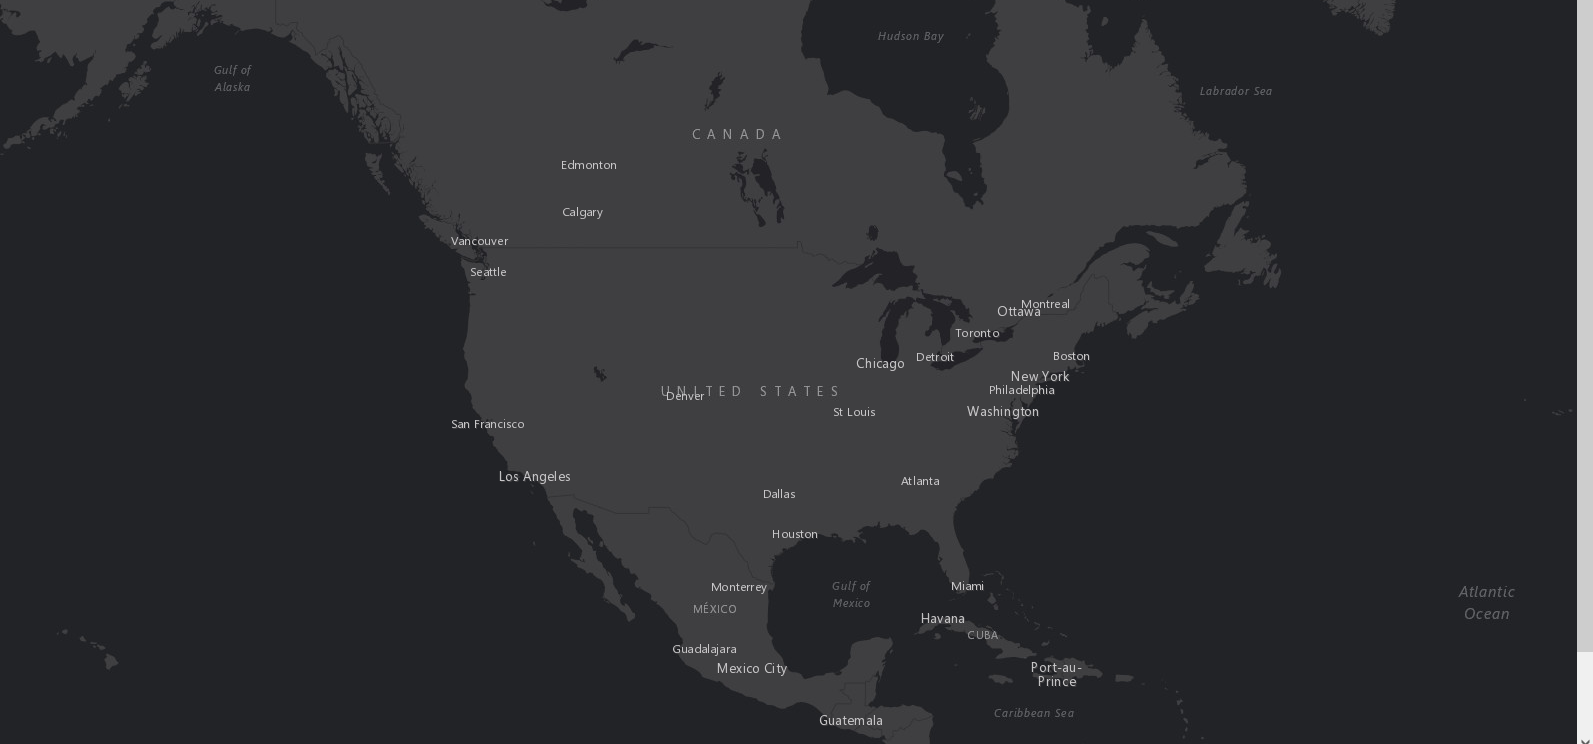 Hudson Bay
Gulf of
Alaska
Labrador Sea
CANADA
Edmonton
Calgary
Vancouver
Seattle
Montreal
Ottawa
Toronto
Boston
Detroit
Chicago
New York
Philadelphia
UNITED STATES
Denver
St Louis
Washington
San Francisco
Los Angeles
Atlanta
Dallas
Houston
Gulf of
Mexico
Miami
Monterrey
Atlantic
Ocean
MÉXICO
Havana
CUBA
Guadalajara
Mexico City
Port-au-
Prince
Caribbean Sea
Guatemala